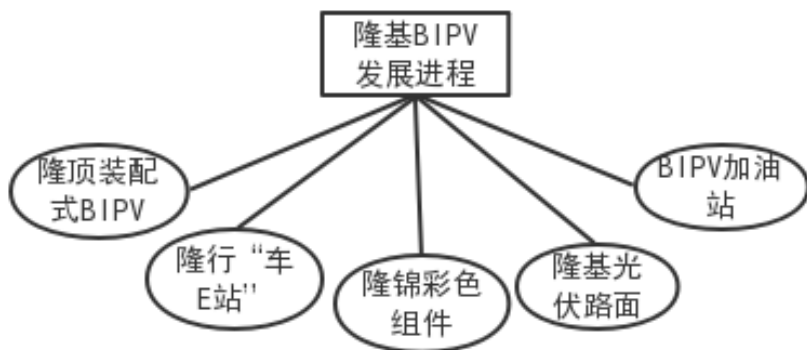 隆基BIPV
发展进程
隆顶装配
式BIPV
隆行“车
E站”
隆锦彩色
组件
隆基光
伏路面
BIPV加油
站